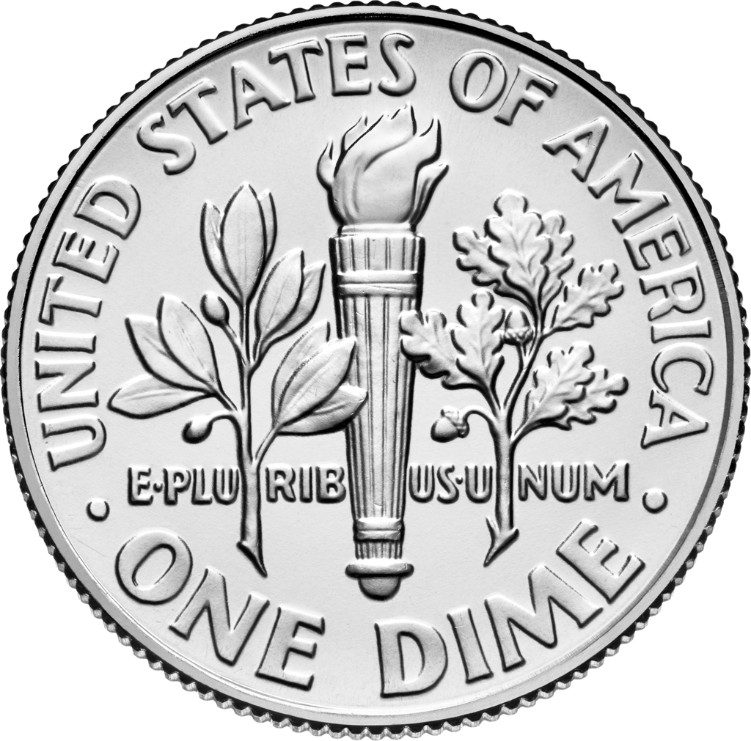 UNITED STATES OF AMERICA
E·PLURIBUS·UNUM
ONE DIME